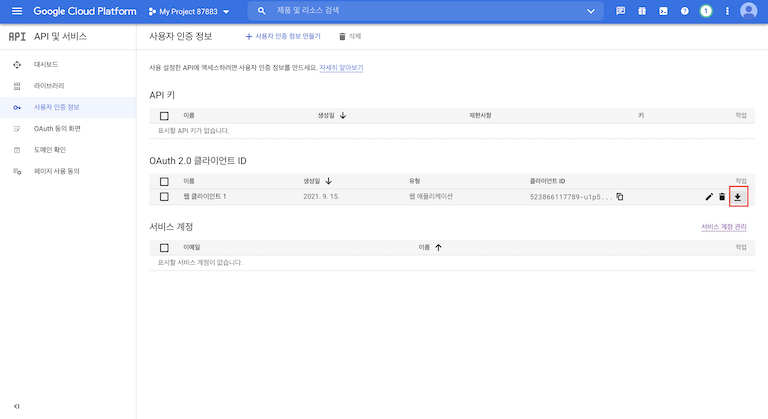 Google Cloud Platform My Project 87883 제품 및 리소스 검색 1
API API 및 서비스 사용자 인증 정보 + 사용자 인증 정보 만들기 삭제
대시보드
라이브러리
사용자 인증 정보
OAuth 동의 화면
도메인 확인
페이지 사용 동의
사용 설정한 API에 액세스하려면 사용자 인증 정보를 만드세요. 자세히 알아보기
API 키
이름 생성일 제한사항 키 작업
표시할 API 키가 없습니다.
OAuth 2.0 클라이언트 ID
이름 생성일 유형 클라이언트 ID 작업
웹 클라이언트 1 2021. 9. 15. 웹 애플리케이션 523866117789-u1p5...
서비스 계정 서비스 계정 관리
이메일 이름 작업
표시할 서비스 계정이 없습니다.